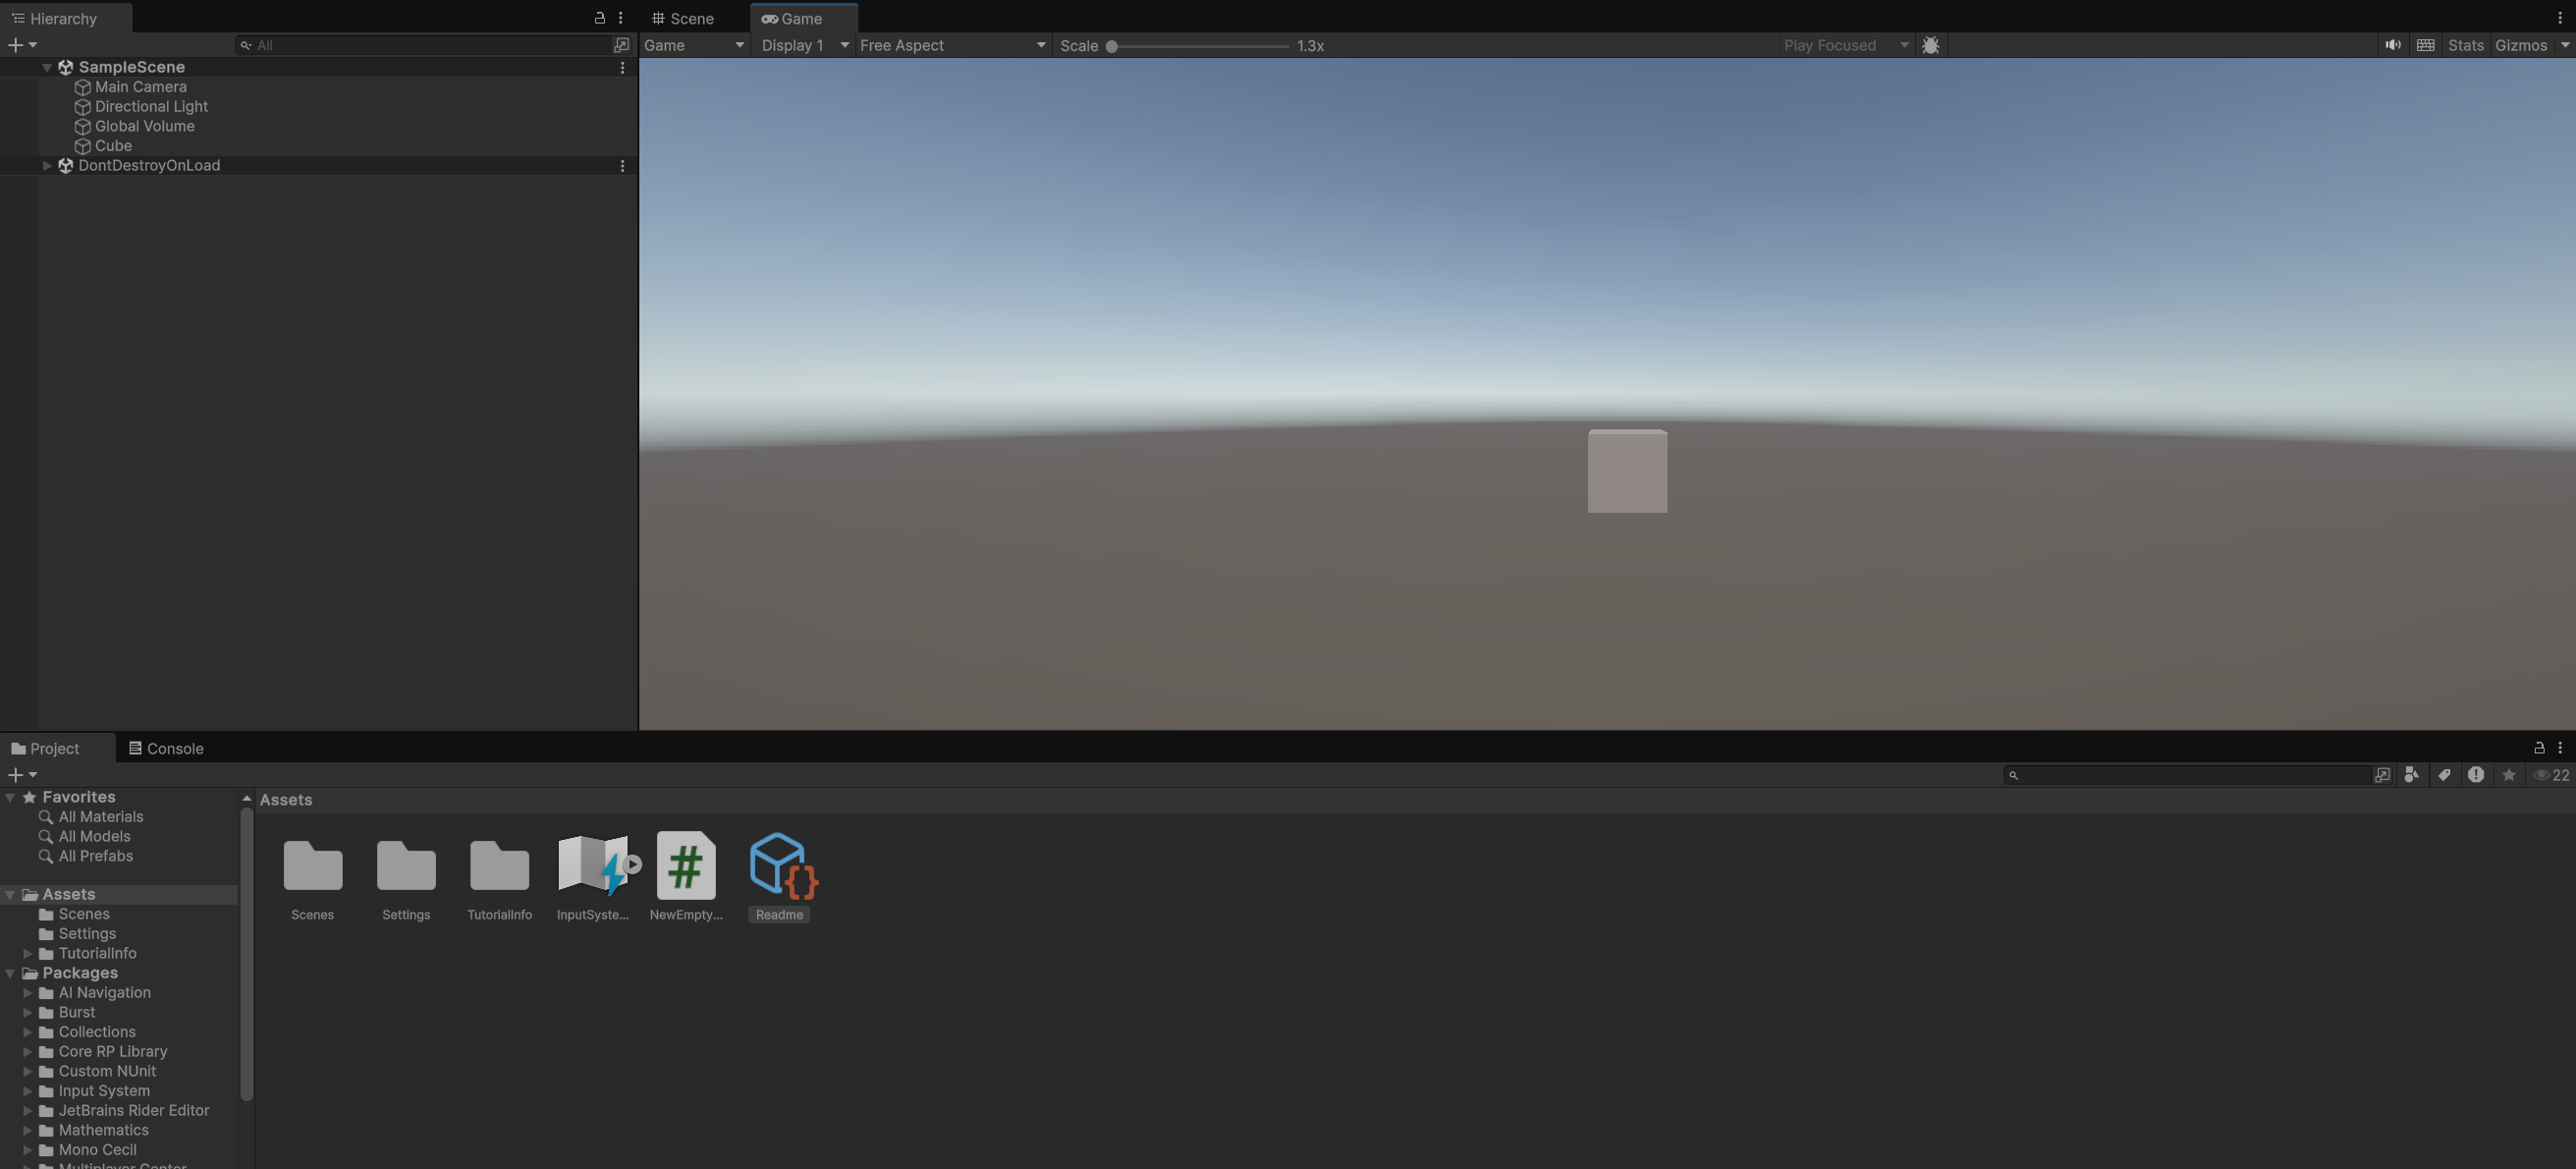 Hierarchy
All
SampleScene
Main Camera
Directional Light
Global Volume
Cube
DontDestroyOnLoad
Scene
Game
Game
Display 1
Free Aspect
Scale
1.3x
Play Focused
Stats
Gizmos
Project
Console
22
Favorites
All Materials
All Models
All Prefabs
Assets
Scenes
Settings
TutorialInfo
Packages
AI Navigation
Burst
Collections
Core RP Library
Custom NUnit
Input System
JetBrains Rider Editor
Mathematics
Mono Cecil
Multiplayer Center
Assets
Scenes
Settings
TutorialInfo
InputSyste...
NewEmpty...
Readme